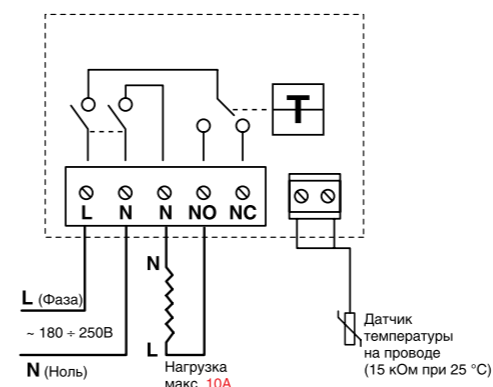 T
L N N NO NC
N
L (Фаза)
~ 180 ÷ 250В
L
N (Ноль)
Нагрузка
макс. 10А
Датчик
температуры
на проводе
(15 кОм при 25 °С)